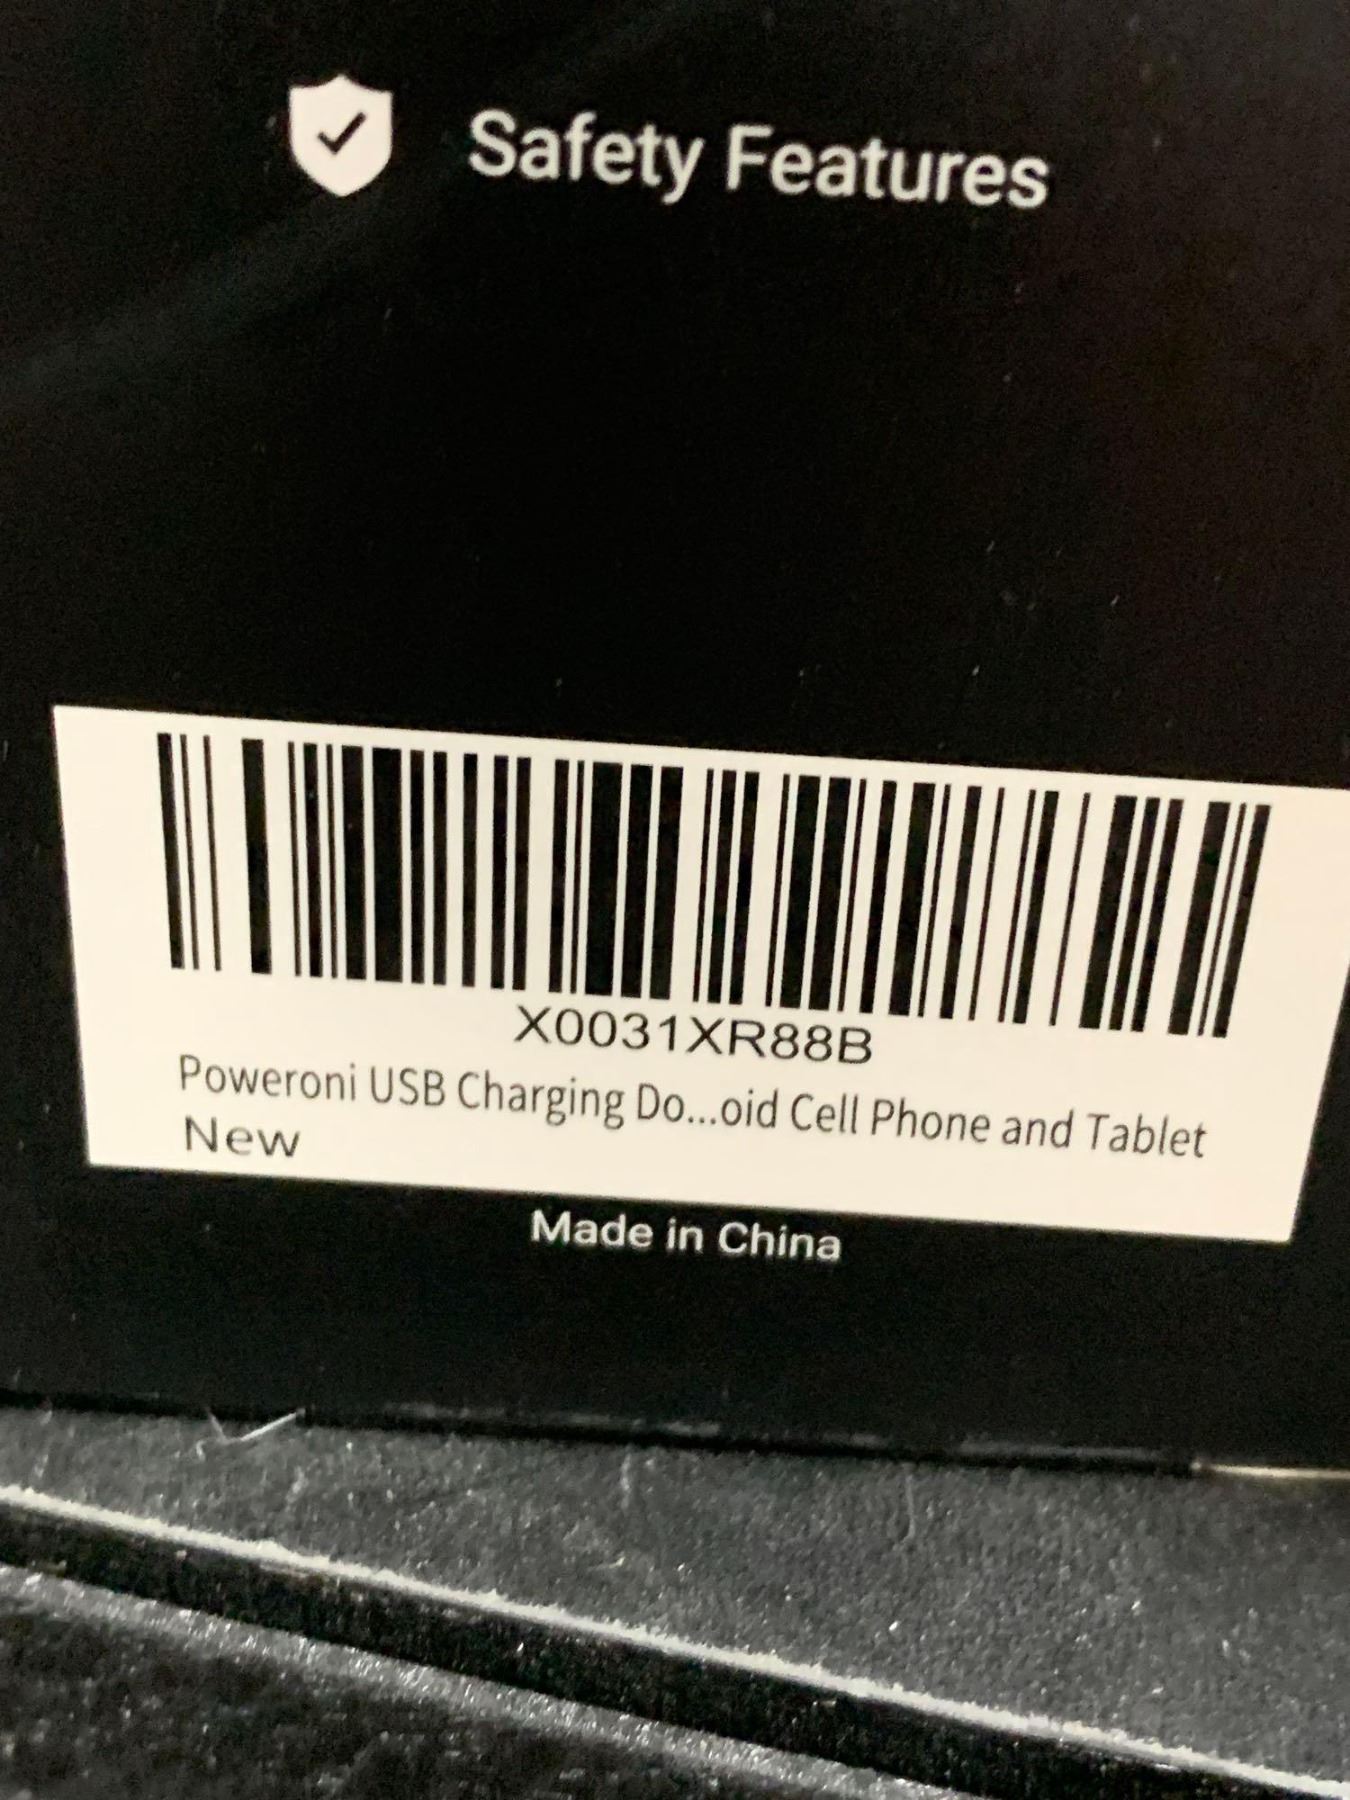 Safety Features
X0031XR88B
Poweroni USB Charging Do...oid Cell Phone and Tablet
New
Made in China